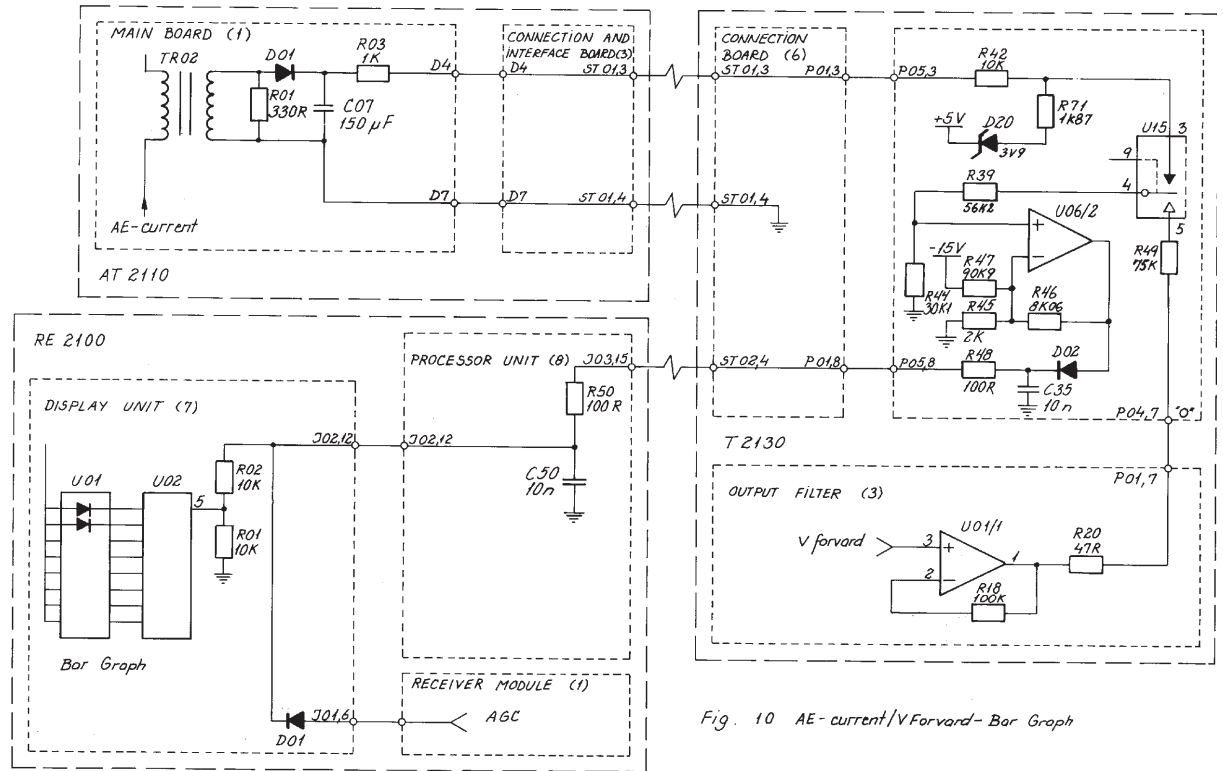 MAIN BOARD (1)
TR02
D01
R03
1K
R01
330R
C07
150 µF
D4
D7
AE-current
AT 2110
CONNECTION AND
INTERFACE BOARD(3)
D4
ST 01,3
D7
ST 01,4
CONNECTION
BOARD (6)
ST 01,3
P01,3
ST 01,4
ST 02,4
P01,8
P05,3
R42
10K
R71
1K87
+5V
D20
3V9
U15
3
9
4
5
R39
56K2
U06/2
+
−
-15V
R47
90K9
R44
30K1
R45
2K
R46
8K06
R49
75K
P05,8
R48
100R
D02
C35
10n
P04,7
"0"
T 2130
P01,7
OUTPUT FILTER (3)
V forvard
U01/1
3
+
2
−
1
R18
100K
R20
47R
RE 2100
DISPLAY UNIT (7)
U01
U02
5
R02
10K
R01
10K
J02,12
Bar Graph
D01
J01,6
PROCESSOR UNIT (8)
J03,15
R50
100R
J02,12
C50
10n
RECEIVER MODULE (1)
AGC
Fig. 10 AE-current/V Forvard-Bar Graph